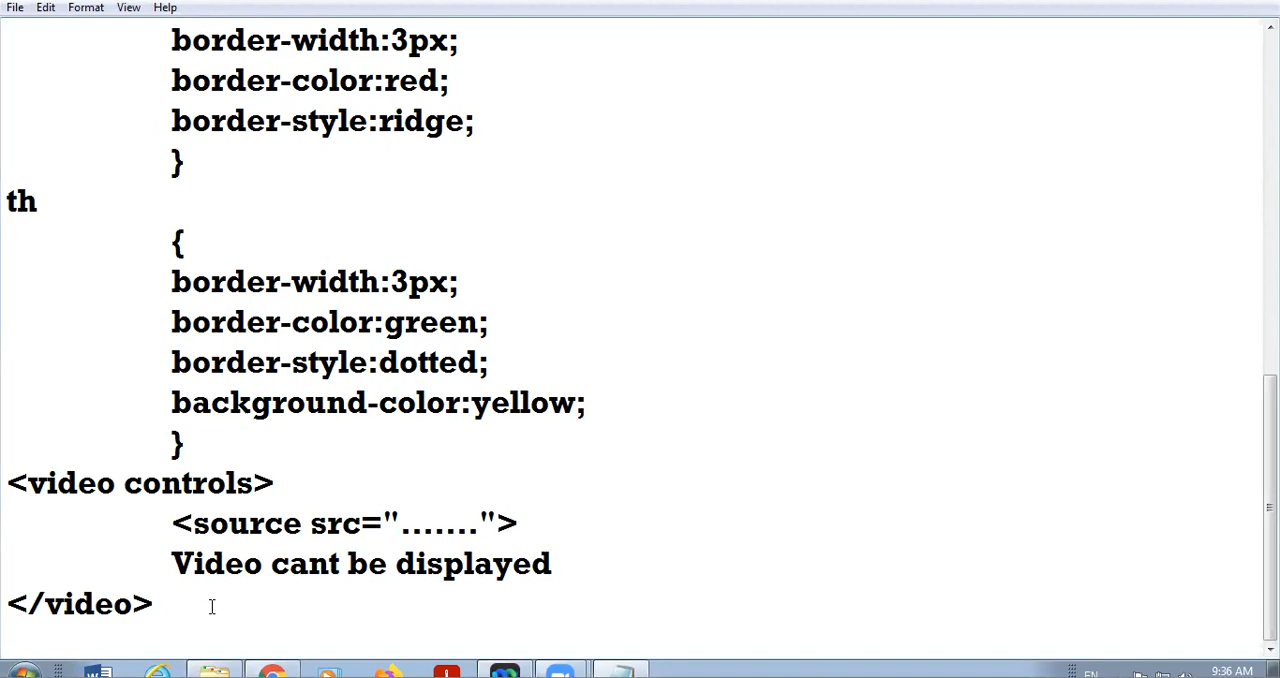 File Edit Format View Help
border-width:3px;
border-color:red;
border-style:ridge;
}
th
{
border-width:3px;
border-color:green;
border-style:dotted;
background-color:yellow;
}
<video controls>
<source src=".......">
Video cant be displayed
</video>
EN 9:36 AM